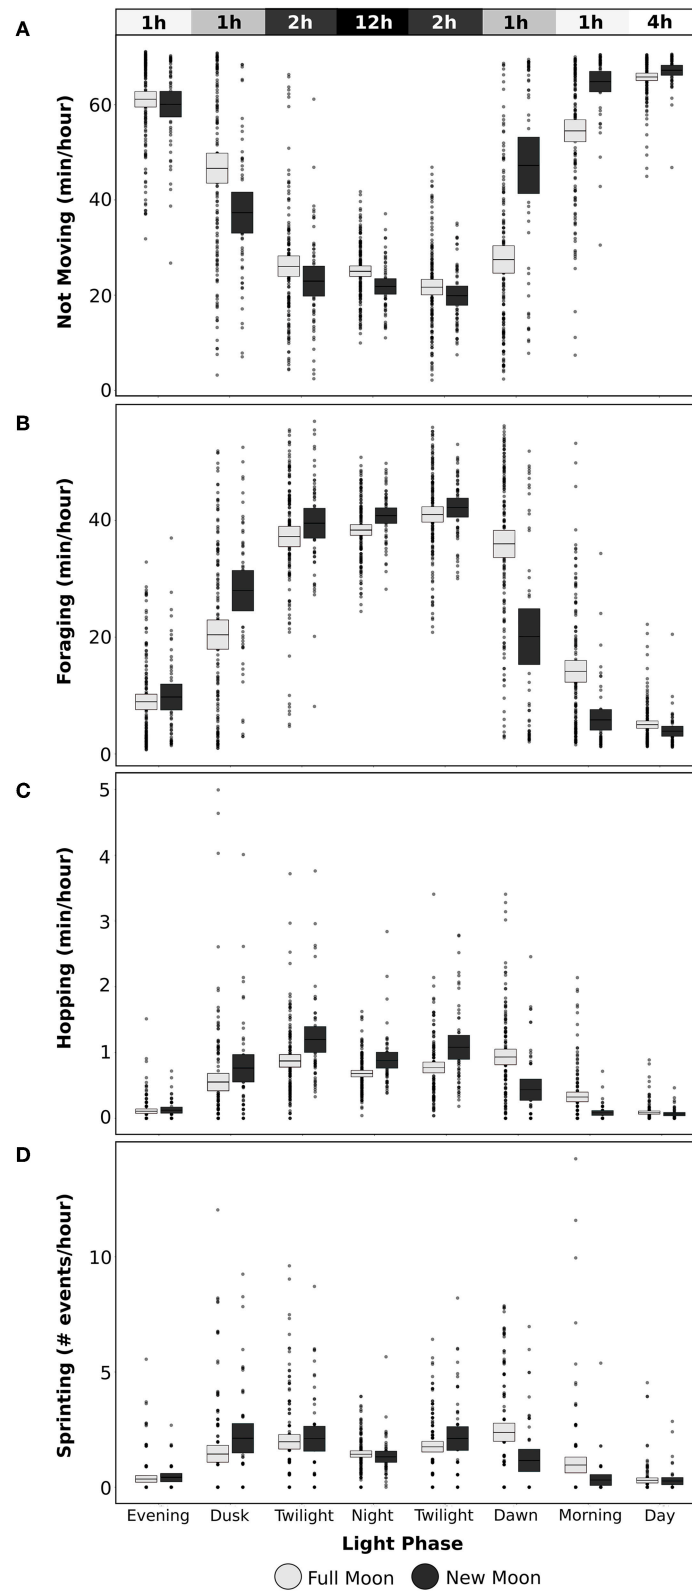 A
1h 1h 2h 12h 2h 1h 1h 4h
Not Moving (min/hour)
60
40
20
0
B
Foraging (min/hour)
40
20
0
C
Hopping (min/hour)
5
4
3
2
1
0
D
Sprinting (# events/hour)
10
5
0
Evening Dusk Twilight Night Twilight Dawn Morning Day
Light Phase
Full Moon New Moon